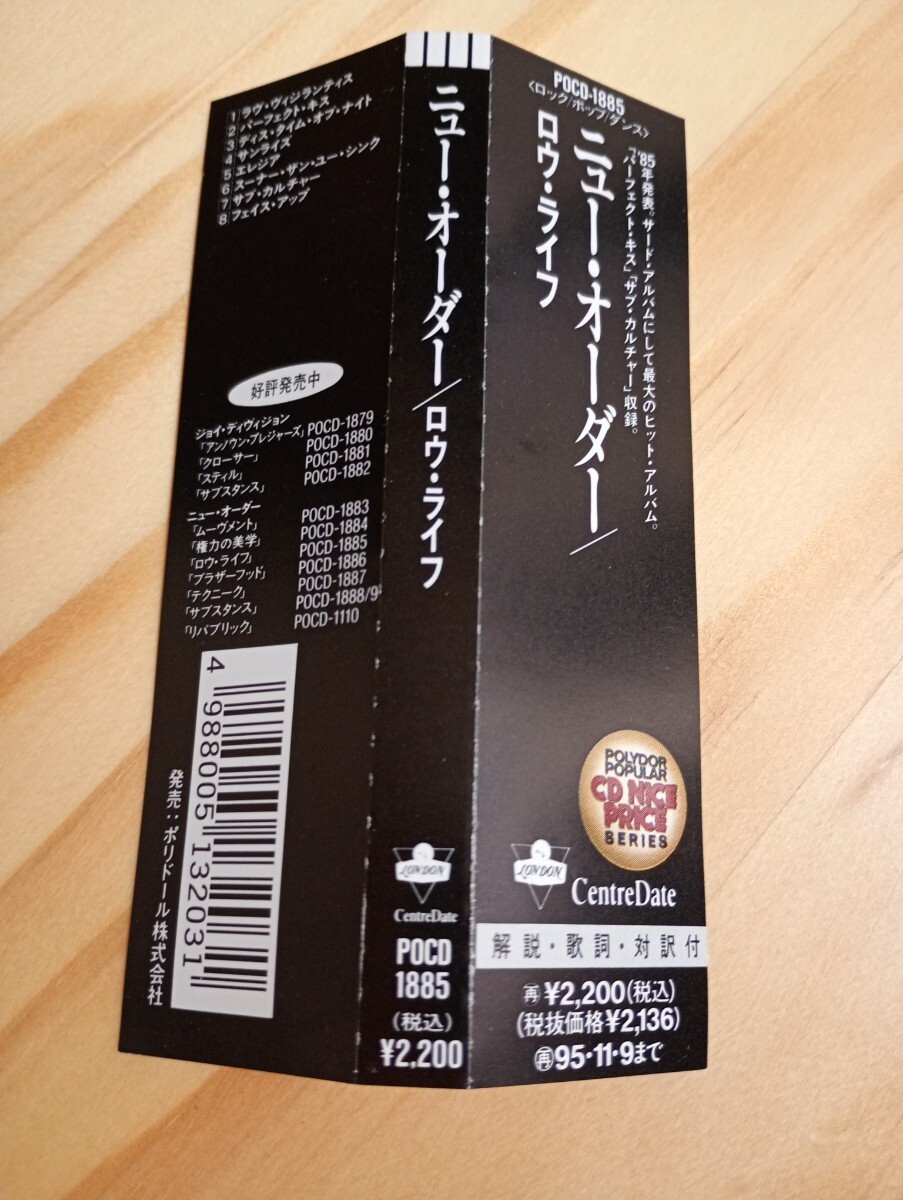 POCD-1885
〈ロック/ポップ/ダンス〉
'85年発表。サード・アルバムにして最大のヒット・アルバム。
「パーフェクト・キス」「サブ・カルチャー」収録。
ニュー・オーダー/
ロウ・ライフ
POLYDOR
POPULAR
CD NICE
PRICE
SERIES
LONDON
CentreDate
解説・歌詞・対訳付
再 ¥2,200(税込)
(税抜価格¥2,136)
再 95・11・9まで
ニュー・オーダー/ロウ・ライフ
LONDON
CentreDate
POCD
1885
(税込)
¥2,200
1 ラヴ・ヴィジランティス
2 パーフェクト・キス
3 ディス・タイム・オブ・ナイト
4 サンライズ
5 エレジア
6 スーナー・ザン・ユー・シンク
7 サブ・カルチャー
8 フェイス・アップ
好評発売中
ジョイ・ディヴィジョン
「アンノウン・プレジャーズ」 POCD-1879
「クローサー」 POCD-1880
「スティル」 POCD-1881
「サブスタンス」 POCD-1882
ニュー・オーダー
「ムーヴメント」 POCD-1883
「権力の美学」 POCD-1884
「ロウ・ライフ」 POCD-1885
「ブラザーフッド」 POCD-1886
「テクニーク」 POCD-1887
「サブスタンス」 POCD-1888/9
「リパブリック」 POCD-1110
4 988005 132031
発売:ポリドール株式会社